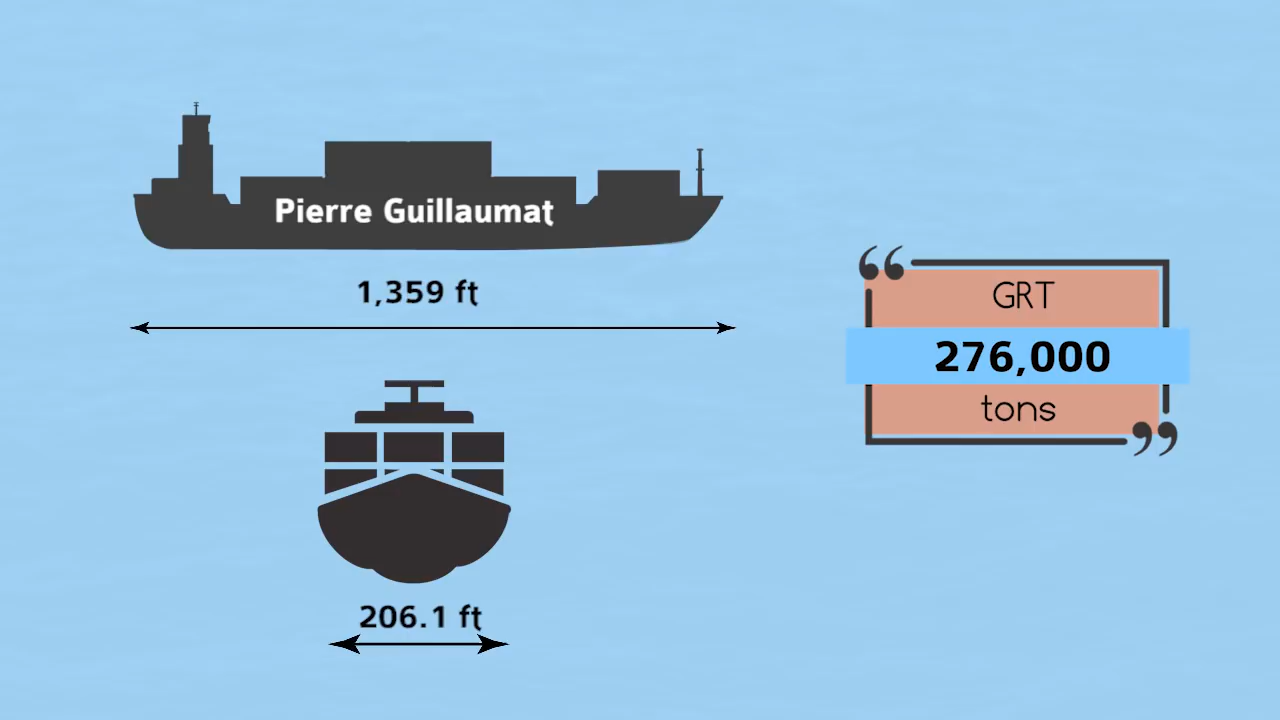 Pierre Guillaumat
1,359 ft
206.1 ft
GRT
276,000
tons